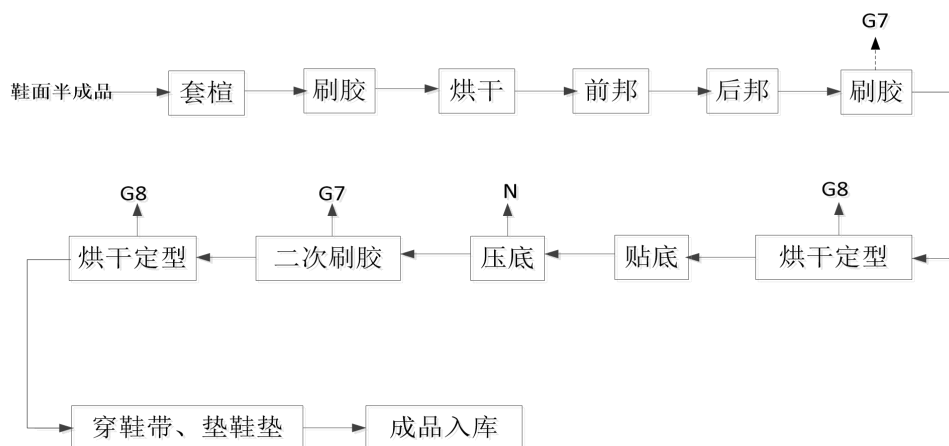 G7
鞋面半成品 套楦 刷胶 烘干 前邦 后邦 刷胶
G8 G7 N G8
烘干定型 二次刷胶 压底 贴底 烘干定型
穿鞋带、垫鞋垫 成品入库